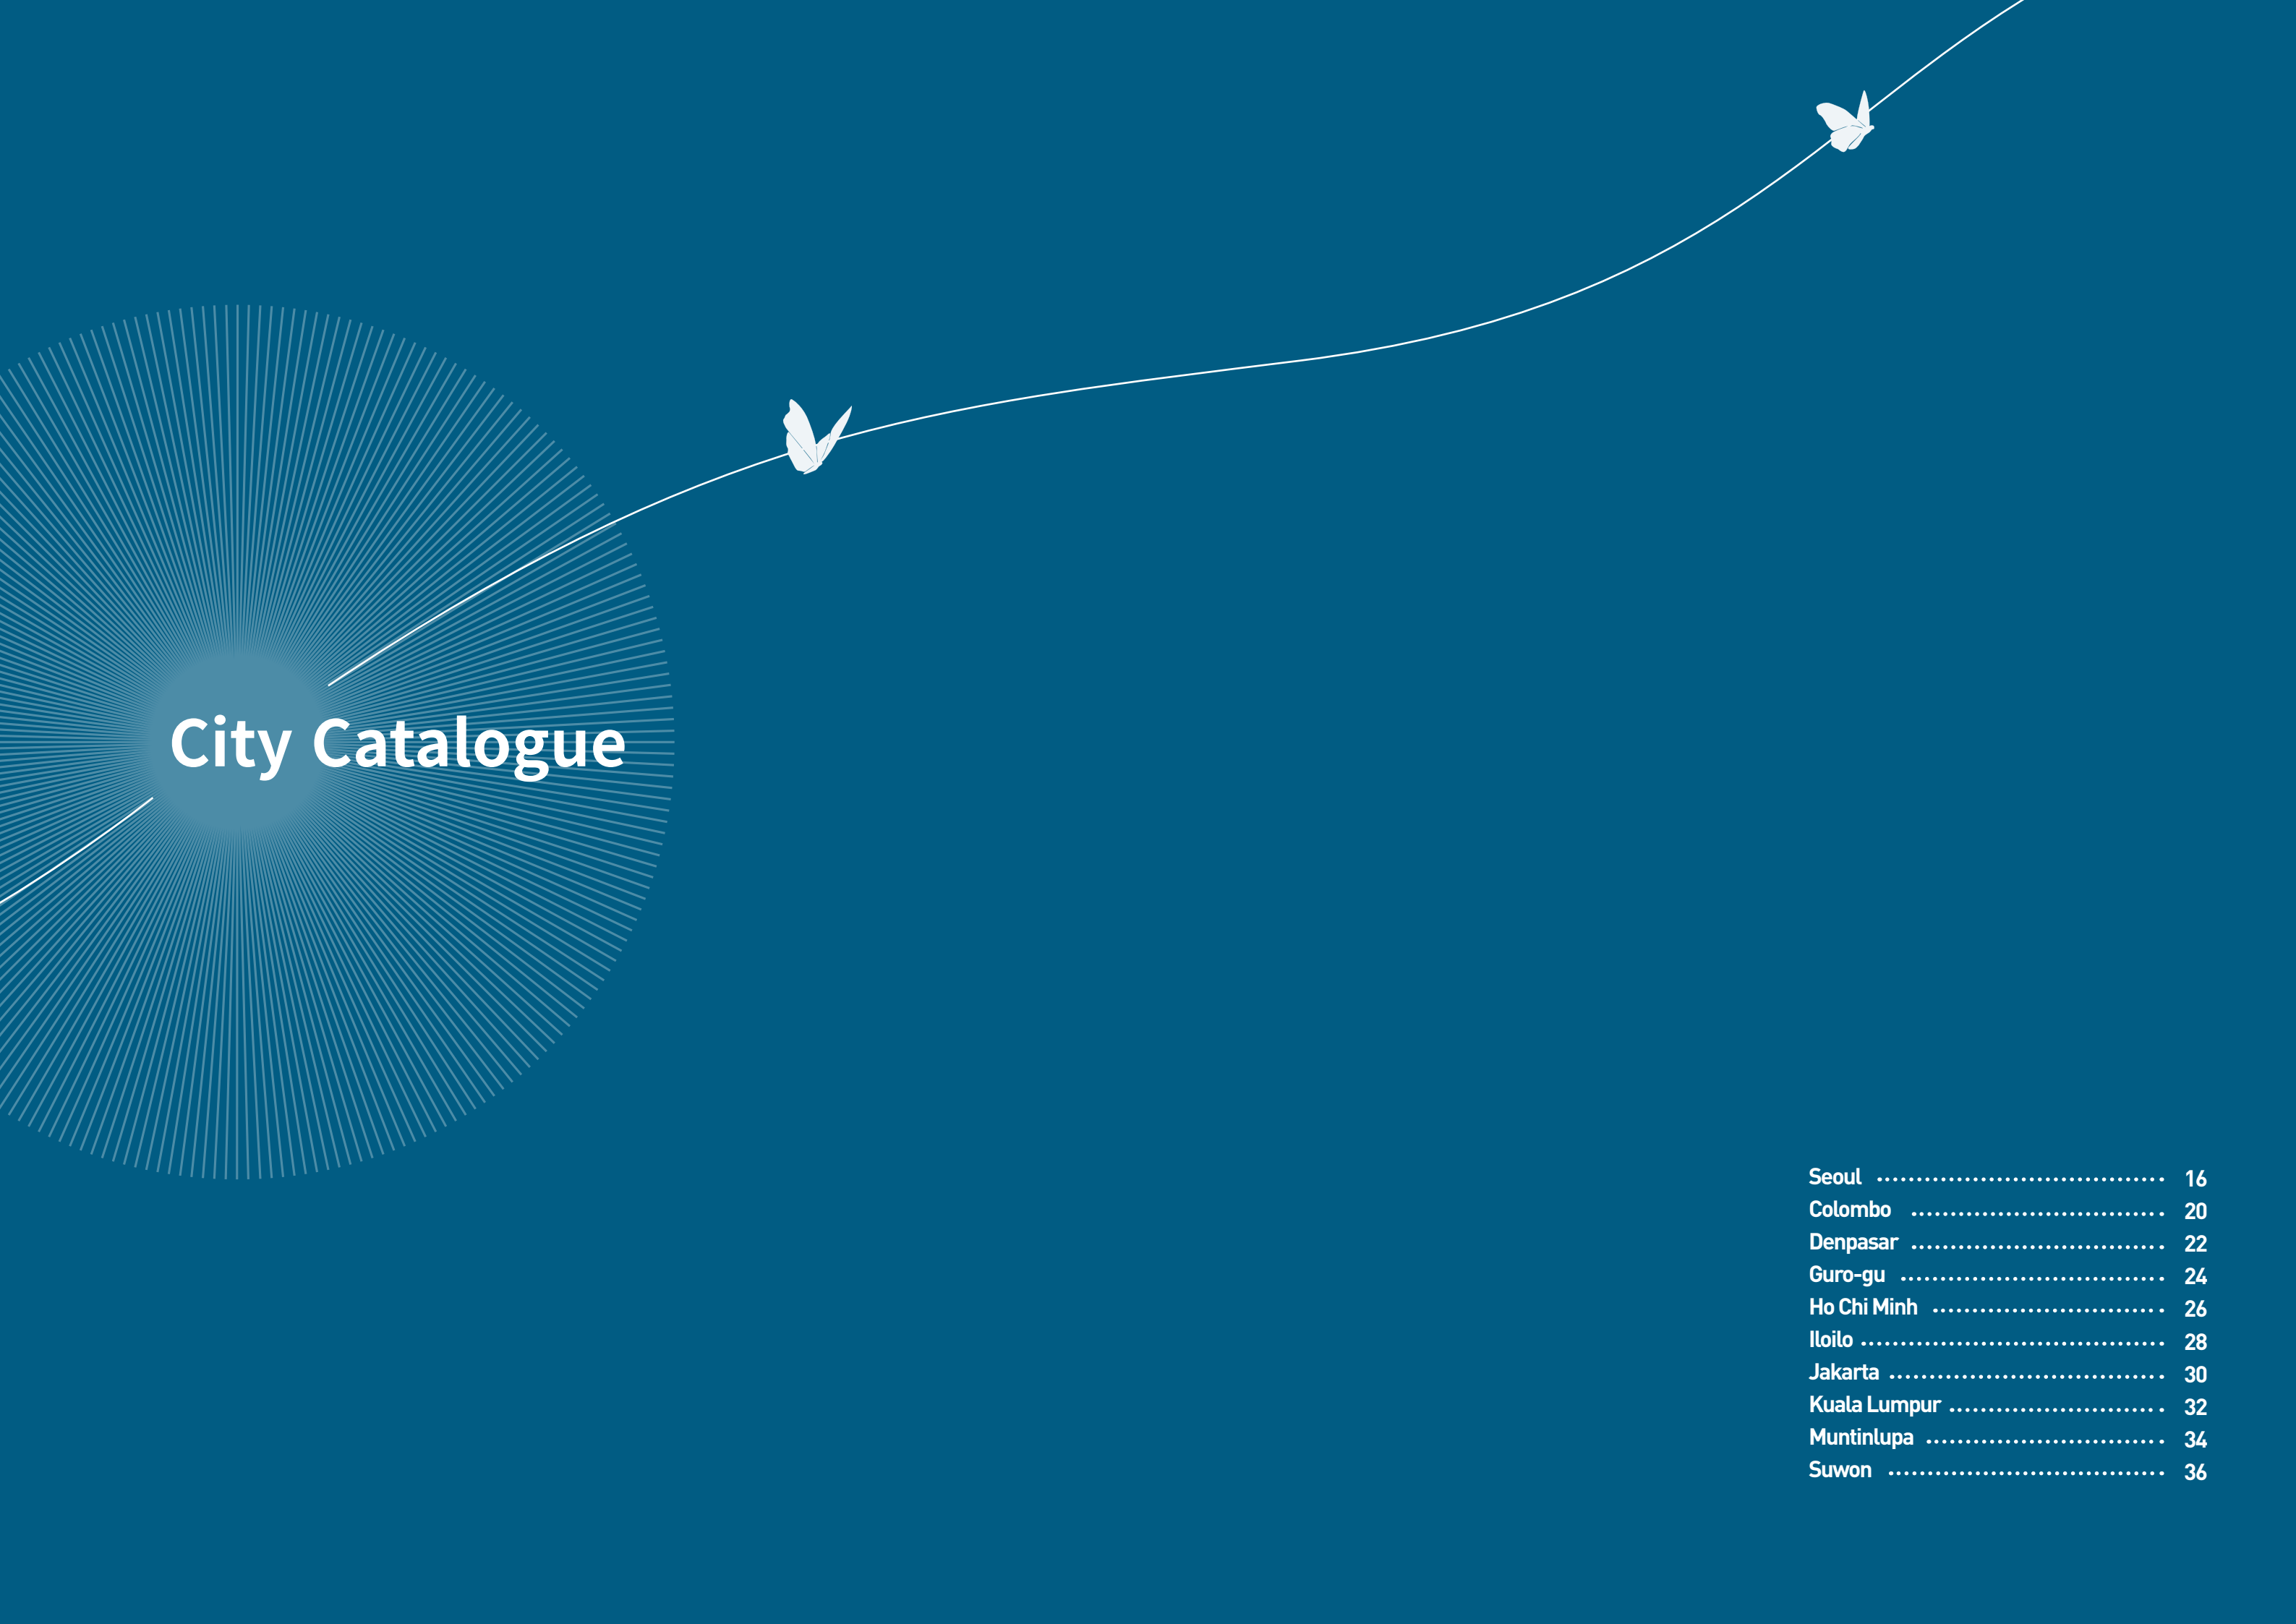 City Catalogue
Seoul .................................... 16
Colombo ................................ 20
Denpasar ................................ 22
Guro-gu ................................. 24
Ho Chi Minh ............................. 26
Iloilo ...................................... 28
Jakarta ................................... 30
Kuala Lumpur ........................... 32
Muntinlupa .............................. 34
Suwon ................................... 36